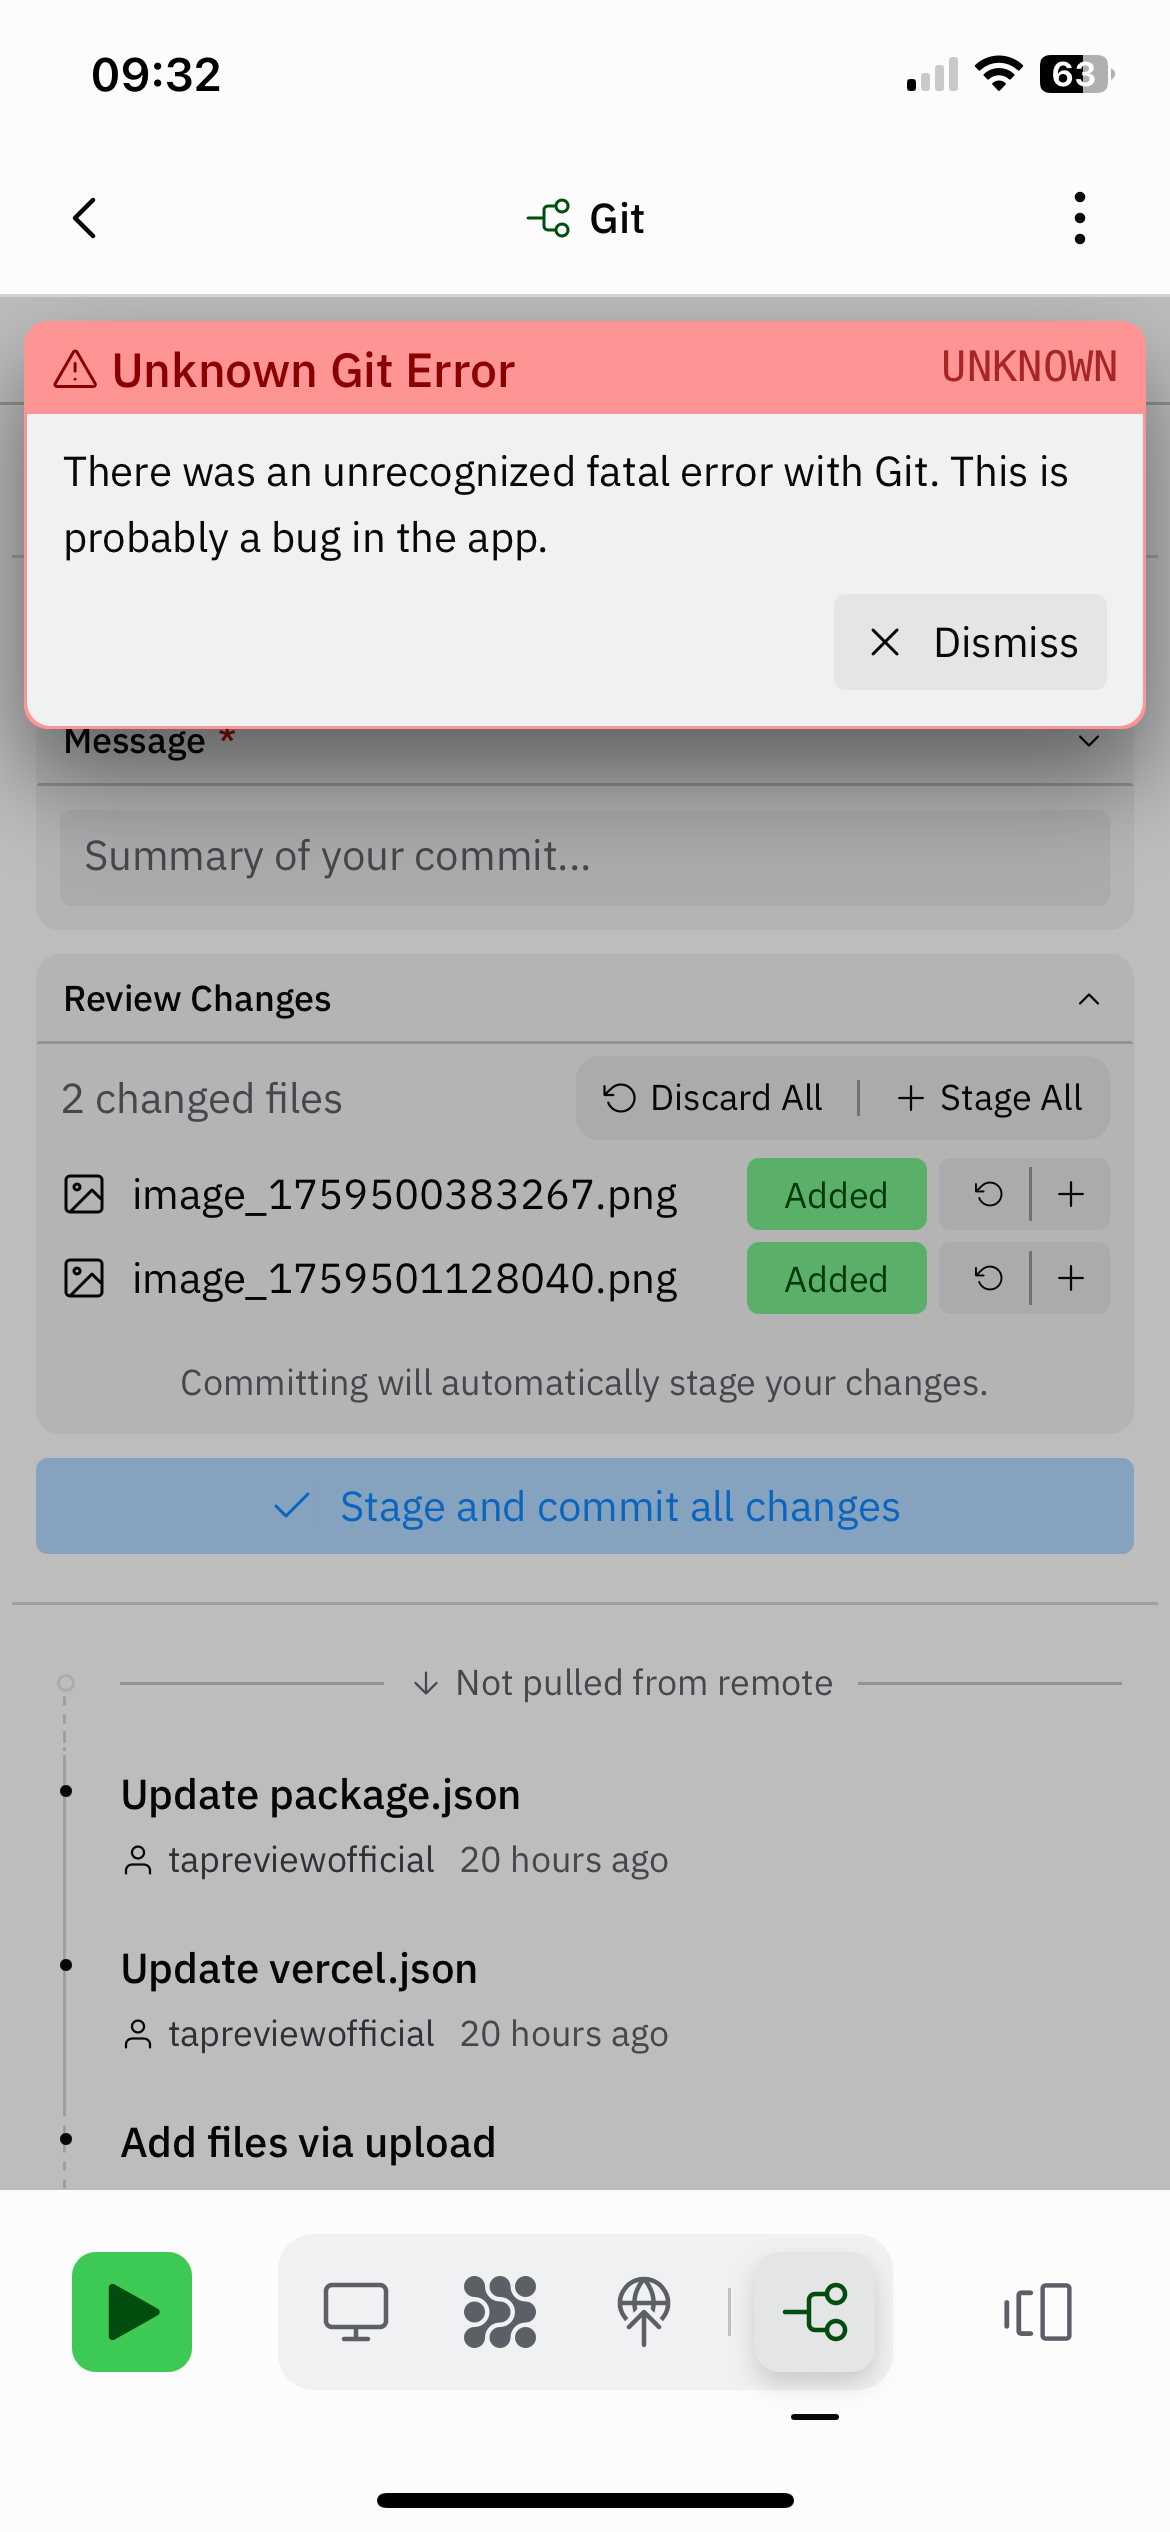 09:32
63
Git
Unknown Git Error
UNKNOWN
There was an unrecognized fatal error with Git. This is
probably a bug in the app.
Dismiss
Message *
Summary of your commit...
Review Changes
2 changed files
Discard All
Stage All
image_1759500383267.png
Added
image_1759501128040.png
Added
Committing will automatically stage your changes.
Stage and commit all changes
Not pulled from remote
Update package.json
tapreviewofficial 20 hours ago
Update vercel.json
tapreviewofficial 20 hours ago
Add files via upload